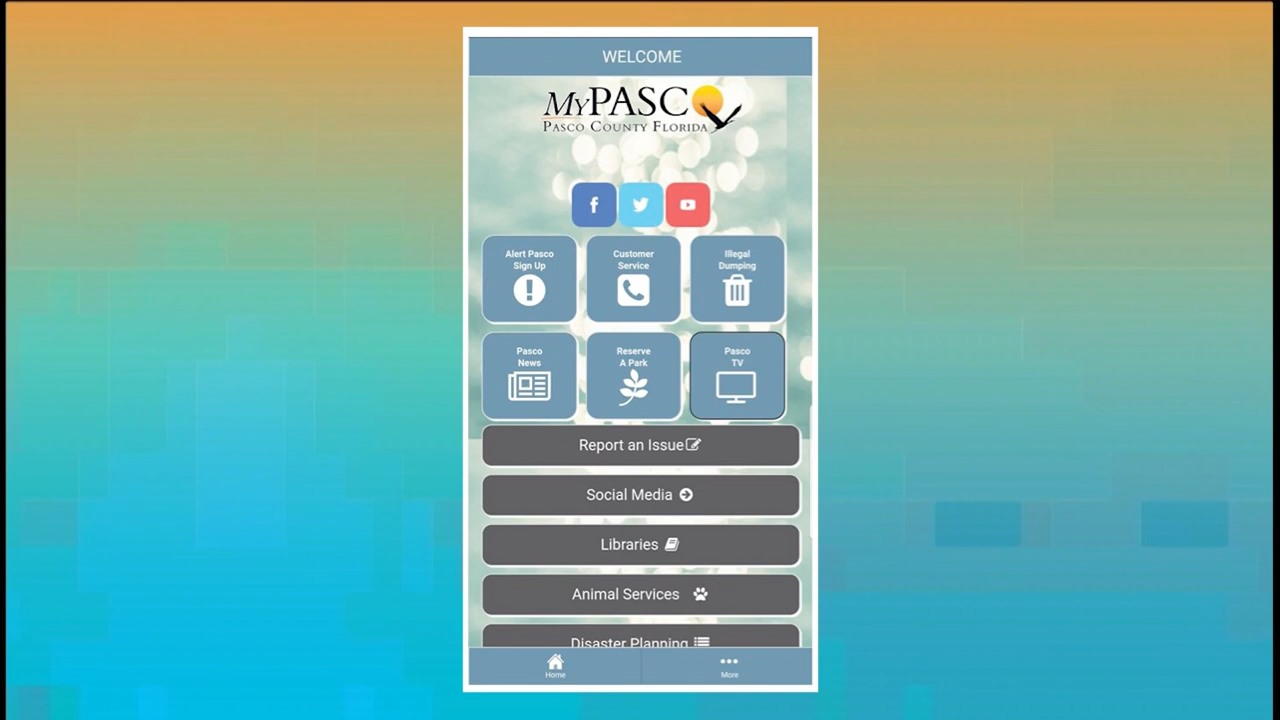 WELCOME
MyPASCO
PASCO COUNTY FLORIDA
Alert Pasco
Sign Up
Customer
Service
Illegal
Dumping
Pasco
News
Reserve
A Park
Pasco
TV
Report an Issue
Social Media
Libraries
Animal Services
Disaster Planning
Home
More